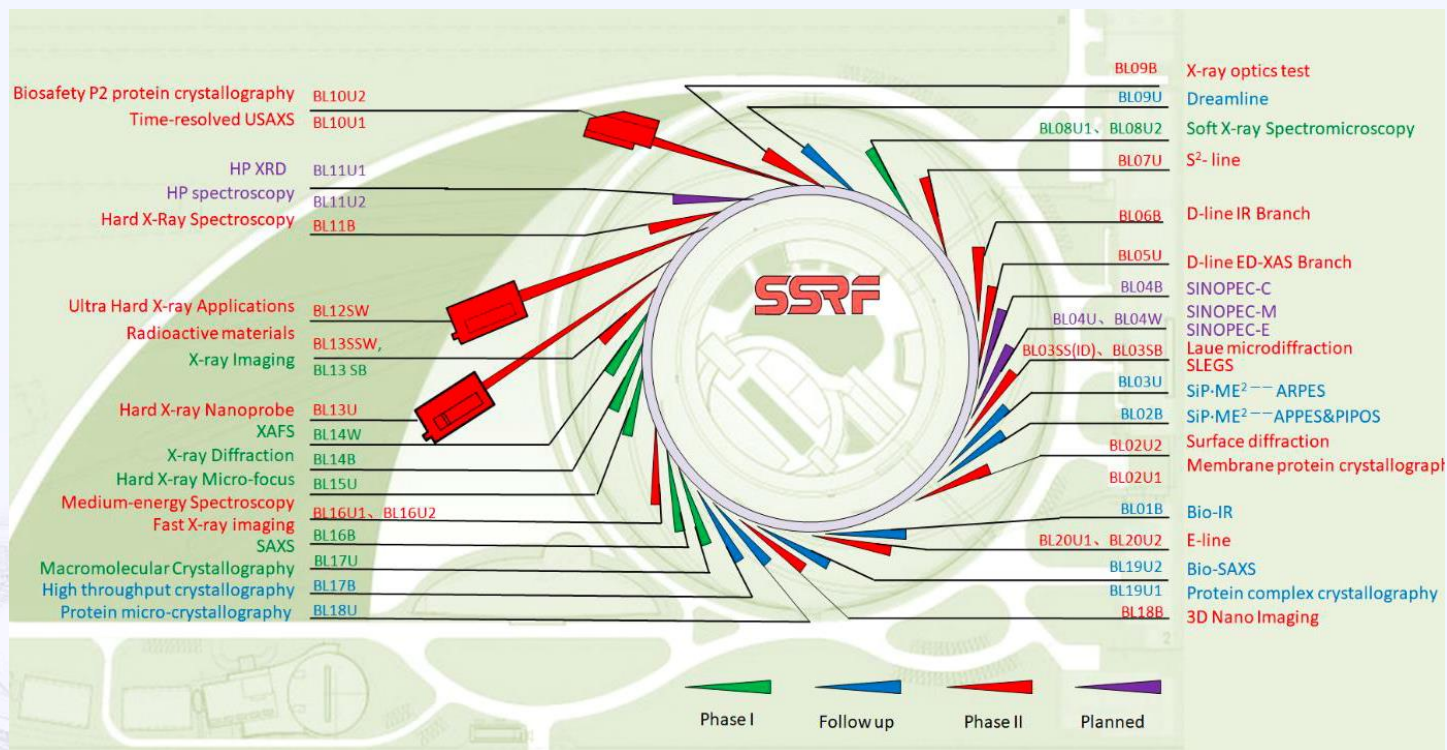 Biosafety P2 protein crystallography BL10U2
Time-resolved USAXS BL10U1
HP XRD BL11U1
HP spectroscopy BL11U2
Hard X-Ray Spectroscopy BL11B
Ultra Hard X-ray Applications BL12SW
Radioactive materials BL13SSW,
X-ray Imaging BL13 SB
Hard X-ray Nanoprobe BL13U
XAFS BL14W
X-ray Diffraction BL14B
Hard X-ray Micro-focus BL15U
Medium-energy Spectroscopy BL16U1、BL16U2
Fast X-ray imaging
SAXS BL16B
Macromolecular Crystallography BL17U
High throughput crystallography BL17B
Protein micro-crystallography BL18U
SSRF
BL09B X-ray optics test
BL09U Dreamline
BL08U1、BL08U2 Soft X-ray Spectromicroscopy
BL07U S²- line
BL06B D-line IR Branch
BL05U D-line ED-XAS Branch
BL04B SINOPEC-C
BL04U、BL04W SINOPEC-M
SINOPEC-E
BL03SS(ID)、BL03SB Laue microdiffraction
SLEGS
BL03U SiP·ME²−−ARPES
BL02B SiP·ME²−−APPES&PIPOS
BL02U2 Surface diffraction
BL02U1 Membrane protein crystallograph
BL01B Bio-IR
BL20U1、BL20U2 E-line
BL19U2 Bio-SAXS
BL19U1 Protein complex crystallography
BL18B 3D Nano Imaging
2
Phase I Follow up Phase II Planned